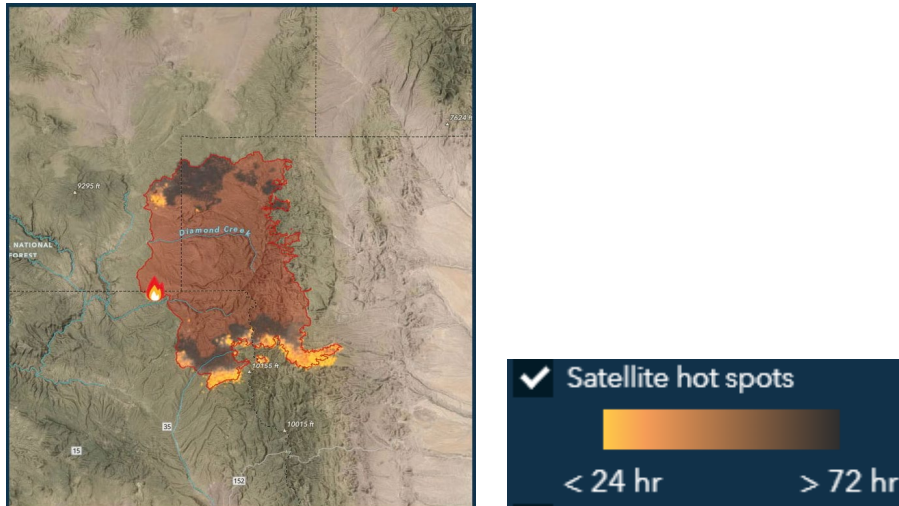 7624
9295 ft
Diamond Creek
NATIONAL
FOREST
10155 ft
10015 ft
35
15
152
Satellite hot spots
< 24 hr
> 72 hr